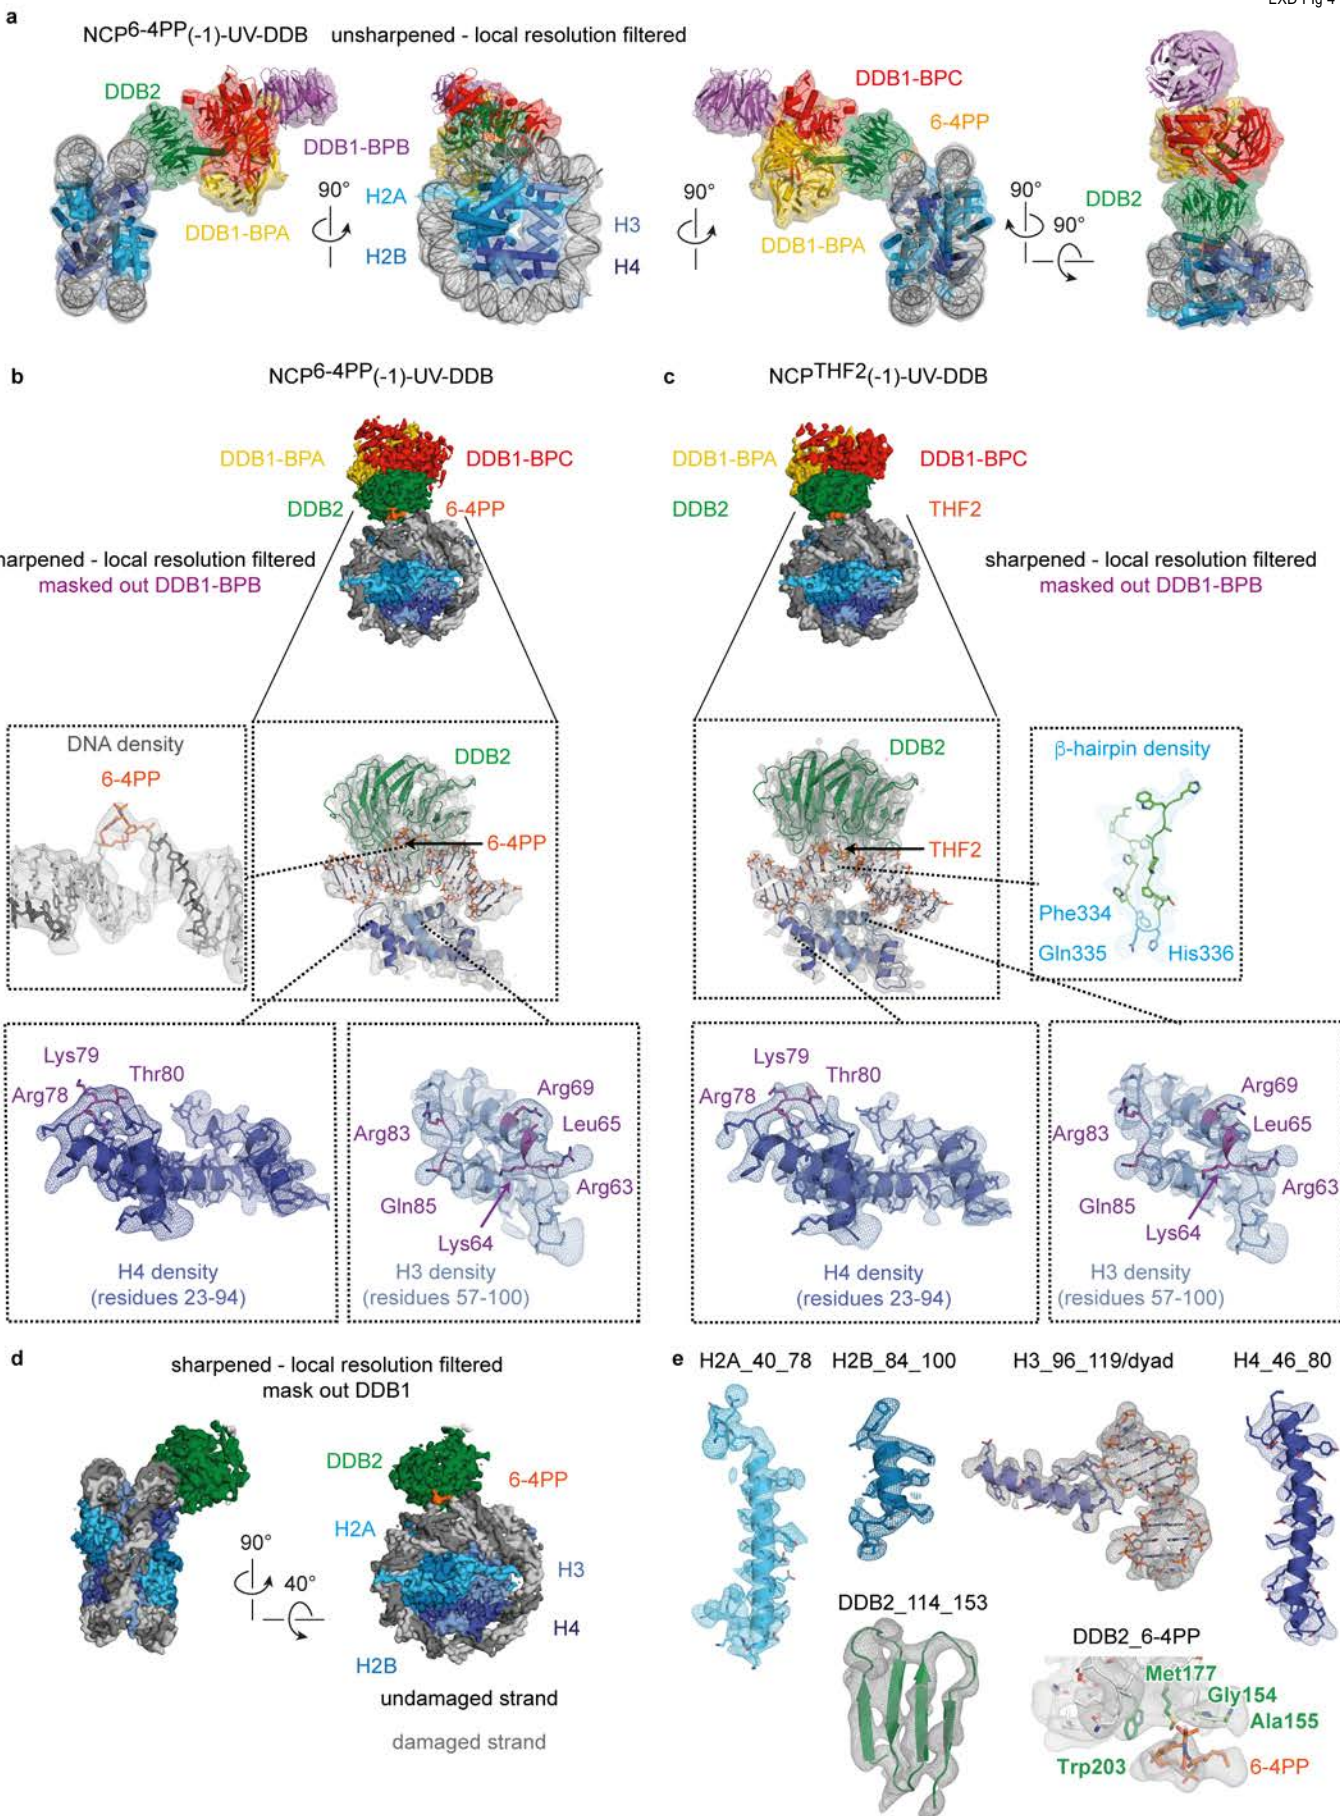 a
NCP6-4PP(-1)-UV-DDB unsharpened - local resolution filtered
DDB2
DDB1-BPB
DDB1-BPA
90°
H2A
H2B
H3
H4
90°
DDB1-BPC
6-4PP
DDB1-BPA
90°
90°
DDB2
b
NCP6-4PP(-1)-UV-DDB
DDB1-BPA
DDB1-BPC
DDB2
6-4PP
harpened - local resolution filtered
masked out DDB1-BPB
DNA density
6-4PP
DDB2
6-4PP
Lys79
Arg78
Thr80
H4 density
(residues 23-94)
Arg69
Leu65
Arg83
Arg63
Gln85
Lys64
H3 density
(residues 57-100)
c
NCPTHF2(-1)-UV-DDB
DDB1-BPA
DDB1-BPC
DDB2
THF2
sharpened - local resolution filtered
masked out DDB1-BPB
DDB2
THF2
β-hairpin density
Phe334
Gln335
His336
Lys79
Arg78
Thr80
H4 density
(residues 23-94)
Arg69
Leu65
Arg83
Arg63
Gln85
Lys64
H3 density
(residues 57-100)
d
sharpened - local resolution filtered
mask out DDB1
90°
40°
DDB2
6-4PP
H2A
H3
H4
H2B
undamaged strand
damaged strand
e
H2A_40_78
H2B_84_100
H3_96_119/dyad
H4_46_80
DDB2_114_153
DDB2_6-4PP
Met177
Gly154
Ala155
Trp203
6-4PP